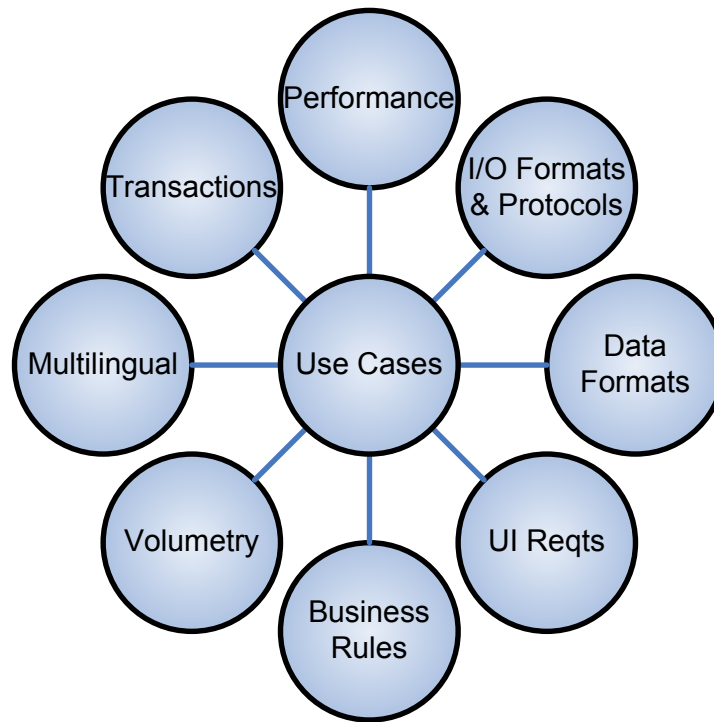 Performance
Transactions
I/O Formats
& Protocols
Multilingual
Use Cases
Data
Formats
Volumetry
UI Reqts
Business
Rules